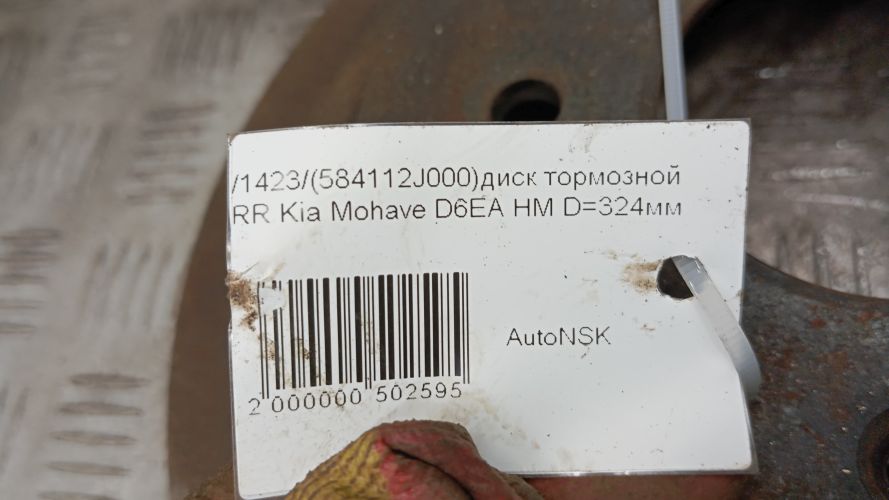 /1423/(584112J000)диск тормозной
RR Kia Mohave D6EA HM D=324мм
AutoNSK
2 000000 502595